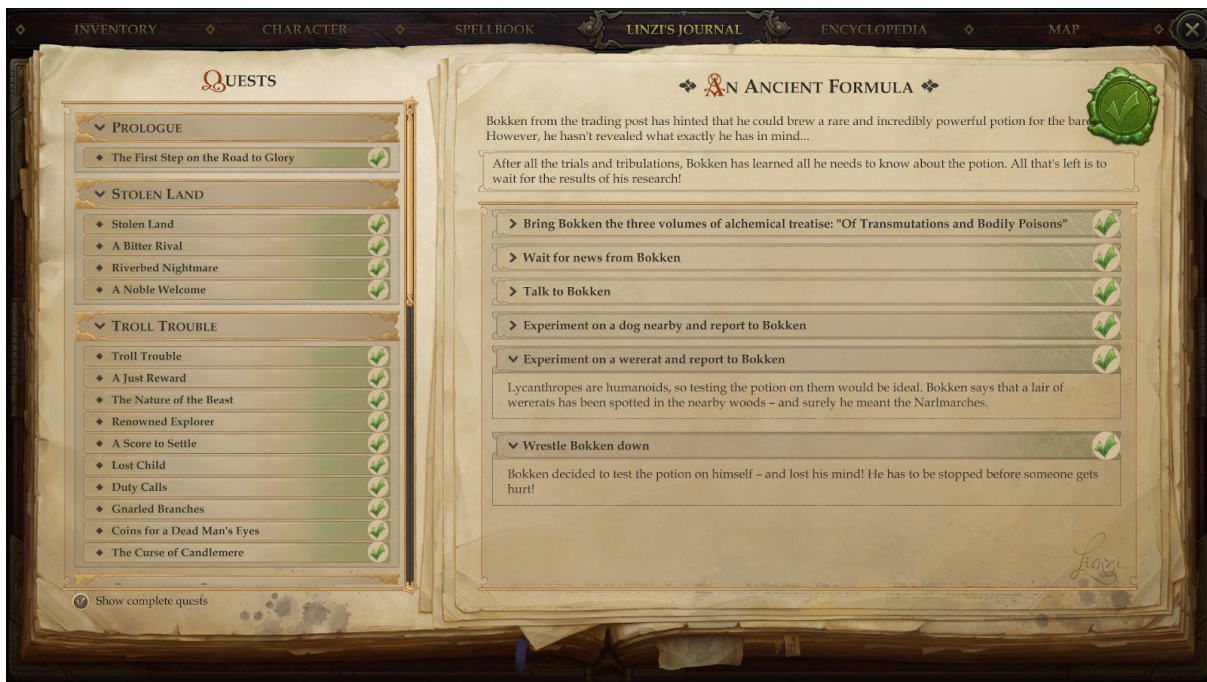 INVENTORY
CHARACTER
SPELLBOOK
LINZI'S JOURNAL
ENCYCLOPEDIA
MAP
QUESTS
PROLOGUE
The First Step on the Road to Glory
STOLEN LAND
Stolen Land
A Bitter Rival
Riverbed Nightmare
A Noble Welcome
TROLL TROUBLE
Troll Trouble
A Just Reward
The Nature of the Beast
Renowned Explorer
A Score to Settle
Lost Child
Duty Calls
Gnarled Branches
Coins for a Dead Man's Eyes
The Curse of Candlemere
Show complete quests
AN ANCIENT FORMULA
Bokken from the trading post has hinted that he could brew a rare and incredibly powerful potion for the
However, he hasn't revealed what exactly he has in mind...
After all the trials and tribulations, Bokken has learned all he needs to know about the potion. All that's left is to
wait for the results of his research!
Bring Bokken the three volumes of alchemical treatise: "Of Transmutations and Bodily Poisons"
Wait for news from Bokken
Talk to Bokken
Experiment on a dog nearby and report to Bokken
Experiment on a wererat and report to Bokken
Lycanthropes are humanoids, so testing the potion on them would be ideal. Bokken says that a lair of
wererats has been spotted in the nearby woods – and surely he meant the Narlmarches.
Wrestle Bokken down
Bokken decided to test the potion on himself – and lost his mind! He has to be stopped before someone gets
hurt!
Linzi